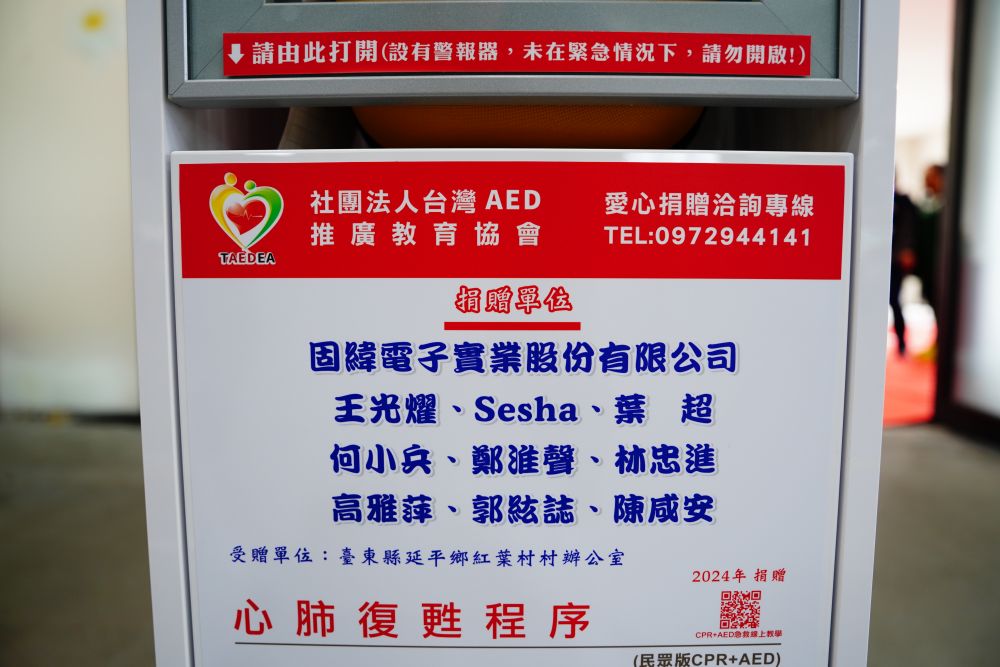 ⬇請由此打開(設有警報器，未在緊急情況下，請勿開啟!)
TAEDEA
社團法人台灣 AED
推廣教育協會
愛心捐贈洽詢專線
TEL:0972944141
捐贈單位
固緯電子實業股份有限公司
王光燿、Sesha、葉　超
何小兵、鄭淮聲、林忠進
高雅萍、郭紘誌、陳咸安
受贈單位：臺東縣延平鄉紅葉村村辦公室
2024年 捐贈
CPR+AED急救線上教學
心肺復甦程序
(民眾版CPR+AED)